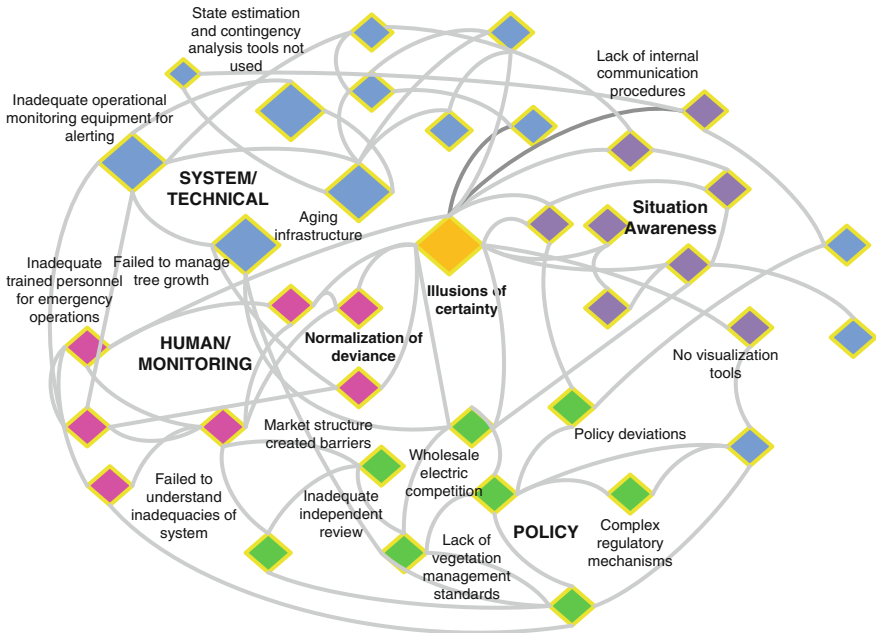 State estimation
and contingency
analysis tools not
used
Lack of internal
communication
procedures
Inadequate operational
monitoring equipment for
alerting
SYSTEM/
TECHNICAL
Aging
infrastructure
Situation
Awareness
Inadequate
trained personnel
for emergency
operations
Failed to manage
tree growth
Illusions of
certainty
HUMAN/
MONITORING
Normalization of
deviance
No visualization
tools
Market structure
created barriers
Policy deviations
Wholesale
electric
competition
Failed to
understand
inadequacies of
system
Inadequate
independent
review
Lack of
vegetation
management
standards
POLICY
Complex
regulatory
mechanisms